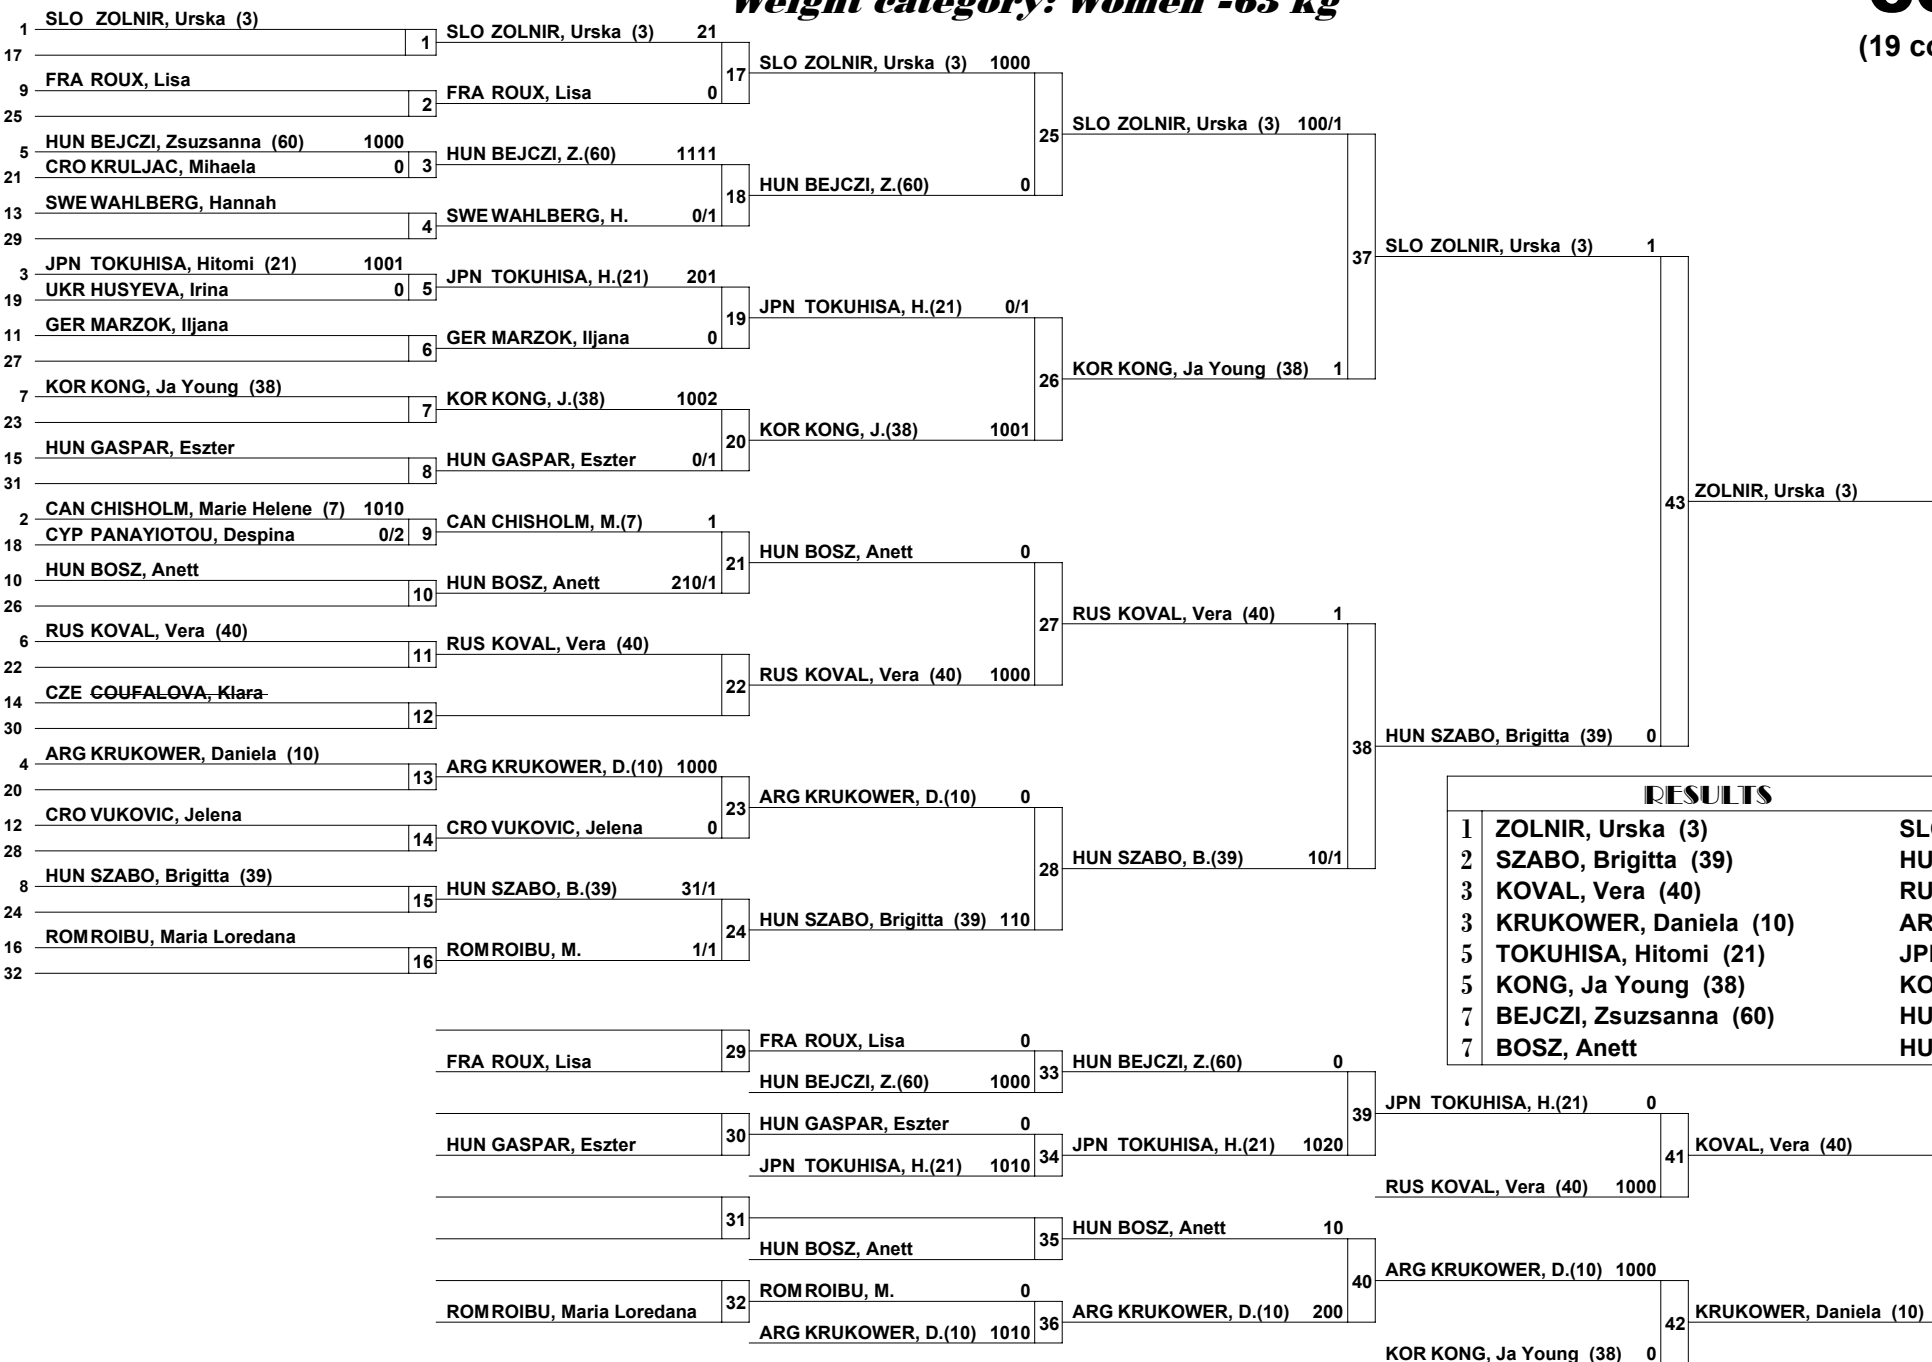 Weight category: Women -63 kg
(19 co
1 SLO ZOLNIR, Urska (3)
17
1
9 FRA ROUX, Lisa
25
2
5 HUN BEJCZI, Zsuzsanna (60) 1000
21 CRO KRULJAC, Mihaela 0
3
13 SWE WAHLBERG, Hannah
29
4
3 JPN TOKUHISA, Hitomi (21) 1001
19 UKR HUSYEVA, Irina 0
5
11 GER MARZOK, Iljana
27
6
7 KOR KONG, Ja Young (38)
23
7
15 HUN GASPAR, Eszter
31
8
2 CAN CHISHOLM, Marie Helene (7) 1010
18 CYP PANAYIOTOU, Despina 0/2
9
10 HUN BOSZ, Anett
26
10
6 RUS KOVAL, Vera (40)
22
11
14 CZE COUFALOVA, Klara
30
12
4 ARG KRUKOWER, Daniela (10)
20
13
12 CRO VUKOVIC, Jelena
28
14
8 HUN SZABO, Brigitta (39)
24
15
16 ROM ROIBU, Maria Loredana
32
16
SLO ZOLNIR, Urska (3) 21
FRA ROUX, Lisa 0
17
HUN BEJCZI, Z.(60) 1111
SWE WAHLBERG, H. 0/1
18
JPN TOKUHISA, H.(21) 201
GER MARZOK, Iljana 0
19
KOR KONG, J.(38) 1002
HUN GASPAR, Eszter 0/1
20
CAN CHISHOLM, M.(7) 1
HUN BOSZ, Anett 210/1
21
RUS KOVAL, Vera (40)
22
ARG KRUKOWER, D.(10) 1000
CRO VUKOVIC, Jelena 0
23
HUN SZABO, B.(39) 31/1
ROM ROIBU, M. 1/1
24
SLO ZOLNIR, Urska (3) 1000
HUN BEJCZI, Z.(60) 0
25
JPN TOKUHISA, H.(21) 0/1
KOR KONG, J.(38) 1001
26
HUN BOSZ, Anett 0
RUS KOVAL, Vera (40) 1000
27
ARG KRUKOWER, D.(10) 0
HUN SZABO, Brigitta (39) 110
28
SLO ZOLNIR, Urska (3) 100/1
KOR KONG, Ja Young (38) 1
37
RUS KOVAL, Vera (40) 1
HUN SZABO, B.(39) 10/1
38
SLO ZOLNIR, Urska (3) 1
HUN SZABO, Brigitta (39) 0
43
ZOLNIR, Urska (3)
RESULTS
1 ZOLNIR, Urska (3) SL
2 SZABO, Brigitta (39) HU
3 KOVAL, Vera (40) RU
3 KRUKOWER, Daniela (10) AR
5 TOKUHISA, Hitomi (21) JP
5 KONG, Ja Young (38) KO
7 BEJCZI, Zsuzsanna (60) HU
7 BOSZ, Anett HU
FRA ROUX, Lisa
29
HUN GASPAR, Eszter
30
31
ROM ROIBU, Maria Loredana
32
FRA ROUX, Lisa 0
HUN BEJCZI, Z.(60) 1000
33
HUN GASPAR, Eszter 0
JPN TOKUHISA, H.(21) 1010
34
HUN BOSZ, Anett
35
ROM ROIBU, M. 0
ARG KRUKOWER, D.(10) 1010
36
HUN BEJCZI, Z.(60) 0
JPN TOKUHISA, H.(21) 1020
39
HUN BOSZ, Anett 10
ARG KRUKOWER, D.(10) 200
40
JPN TOKUHISA, H.(21) 0
RUS KOVAL, Vera (40) 1000
41
KOVAL, Vera (40)
ARG KRUKOWER, D.(10) 1000
KOR KONG, Ja Young (38) 0
42
KRUKOWER, Daniela (10)